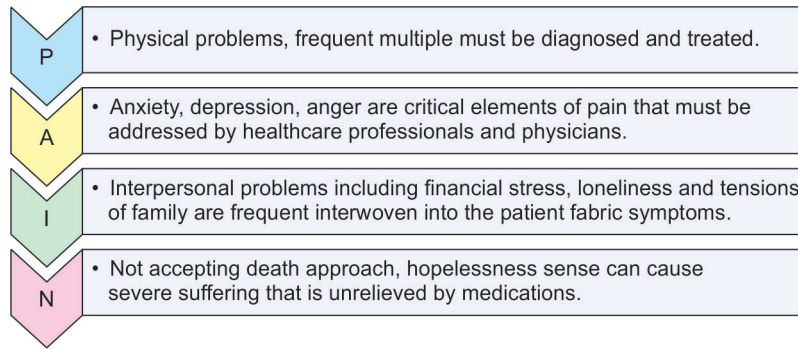 P
• Physical problems, frequent multiple must be diagnosed and treated.
A
• Anxiety, depression, anger are critical elements of pain that must be
addressed by healthcare professionals and physicians.
I
• Interpersonal problems including financial stress, loneliness and tensions
of family are frequent interwoven into the patient fabric symptoms.
N
• Not accepting death approach, hopelessness sense can cause
severe suffering that is unrelieved by medications.